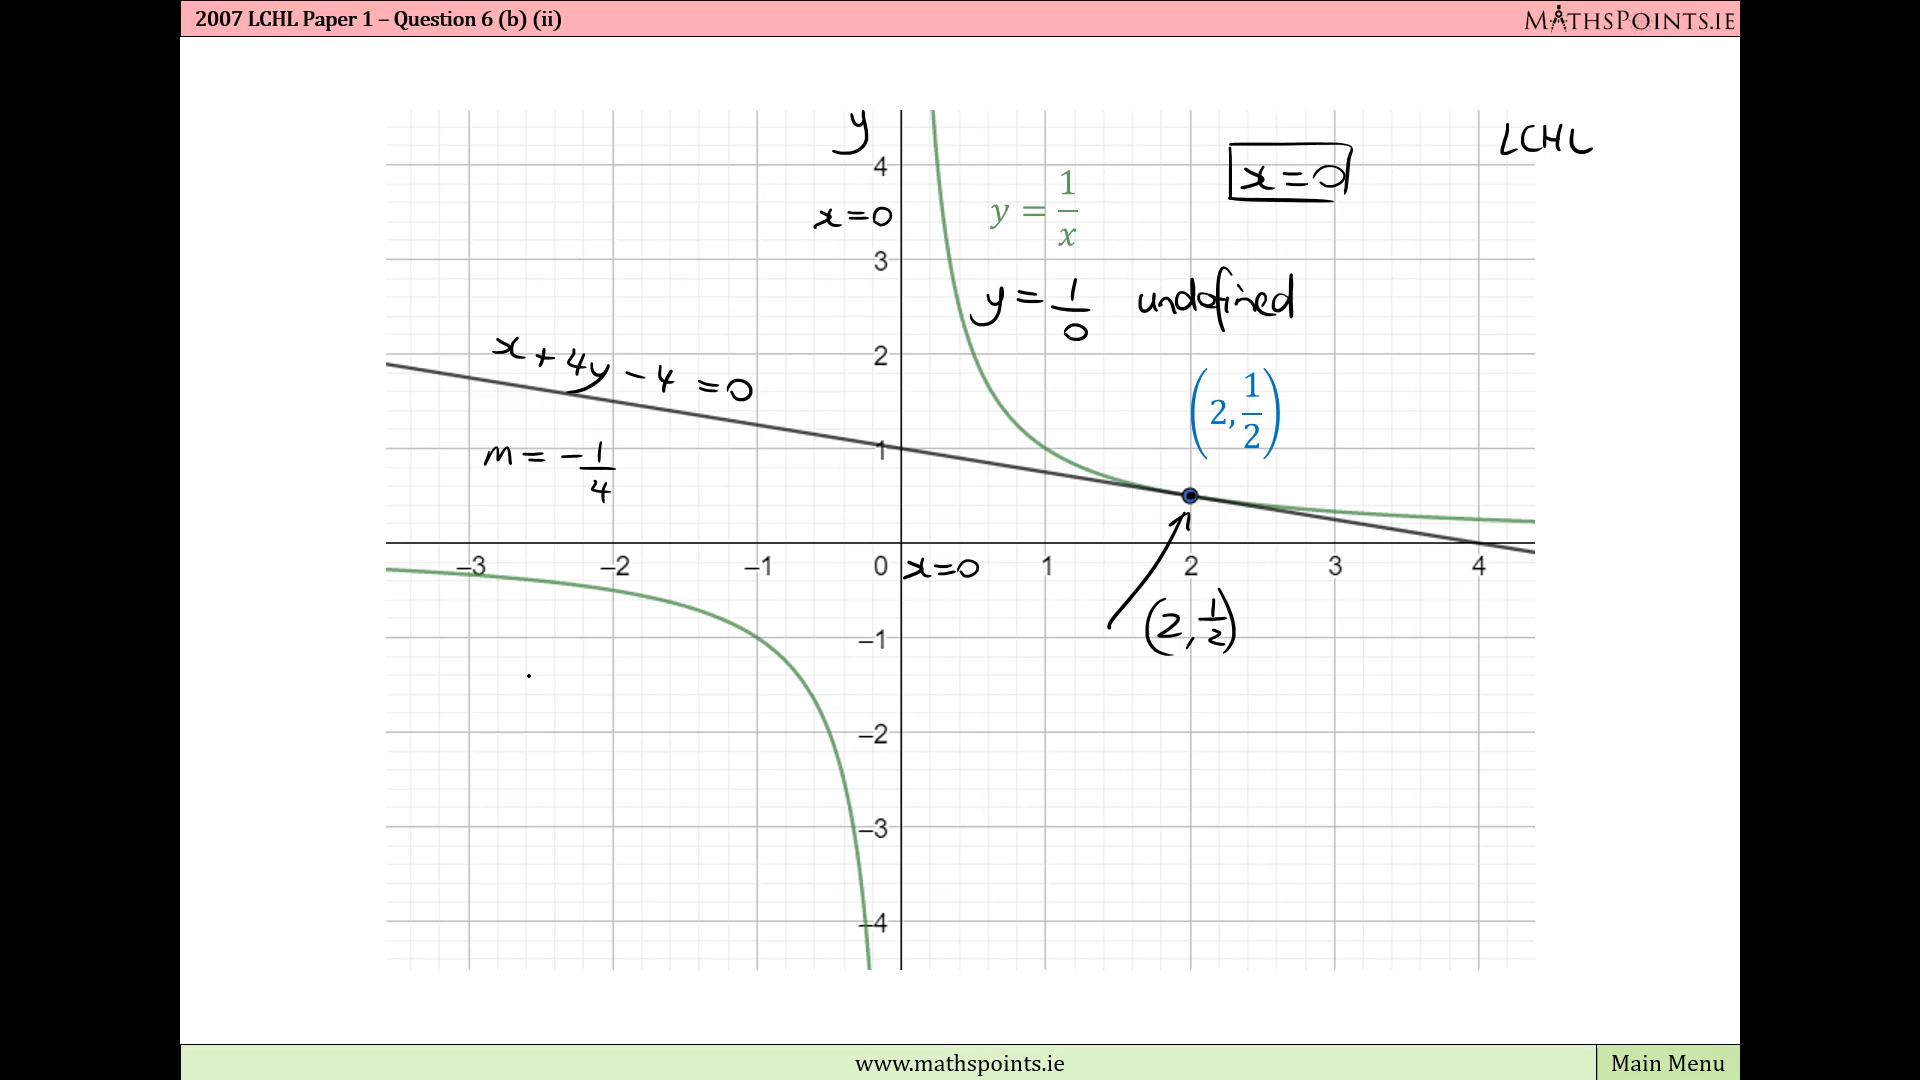 2007 LCHL Paper 1 – Question 6 (b) (ii)
MATHSPOINTS.IE
y
LCHL
4
x=0
y = 1/x
x=0
3
y = 1/0 undefined
x+4y-4=0
2
(2, 1/2)
m = -1/4
1
–3 –2 –1 0 x=0 1 2 3 4
(2, 1/2)
–1
–2
–3
–4
www.mathspoints.ie
Main Menu